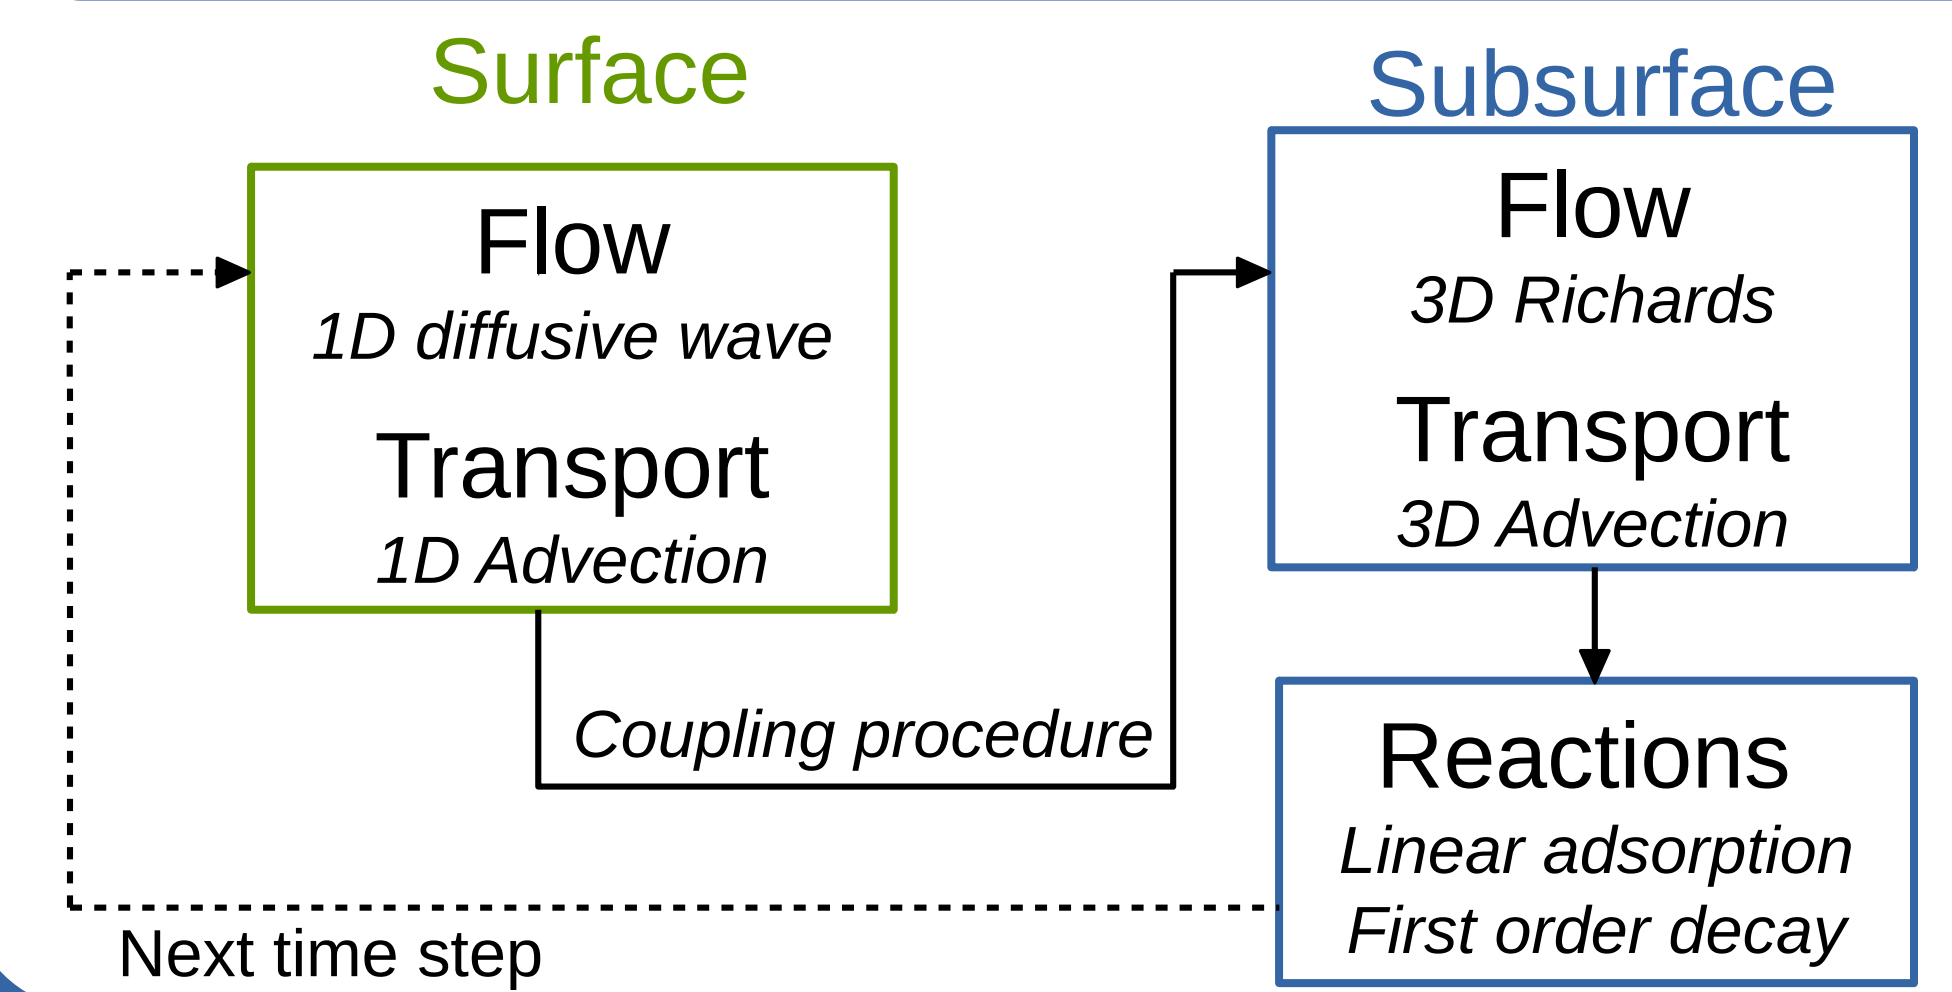 Surface
Flow
1D diffusive wave
Transport
1D Advection
Coupling procedure
Subsurface
Flow
3D Richards
Transport
3D Advection
Reactions
Linear adsorption
First order decay
Next time step